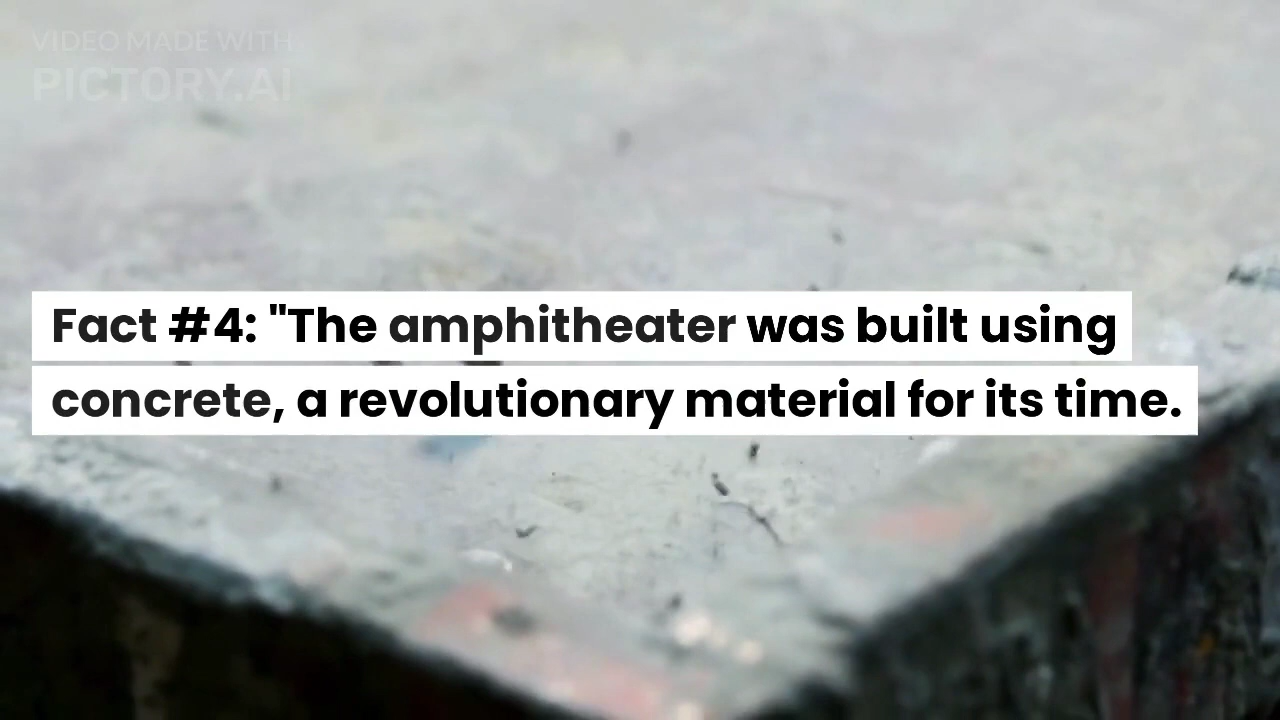 VIDEO MADE WITH
PICTORY.AI
Fact #4: "The amphitheater was built using
concrete, a revolutionary material for its time.